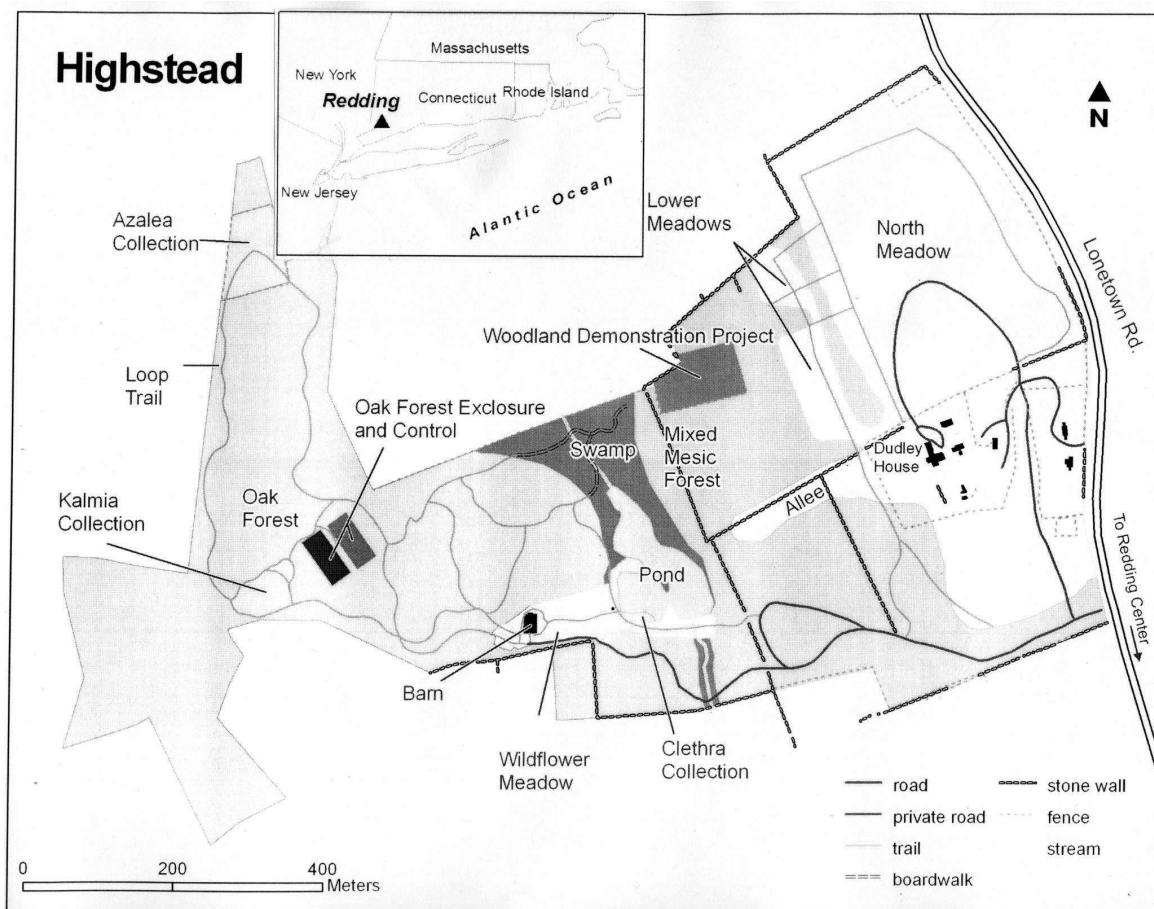 Highstead
Massachusetts
New York
Rhode Island
Redding
Connecticut
New Jersey
Alantic Ocean
N
Azalea
Collection
Lower
Meadows
North
Meadow
Lonetown Rd.
Woodland Demonstration Project
Loop
Trail
Oak Forest Exclosure
and Control
Swamp
Mixed
Mesic
Forest
Dudley
House
Allee
Kalmia
Collection
Oak
Forest
To Redding Center
Pond
Barn
Wildflower
Meadow
Clethra
Collection
road
private road
trail
boardwalk
stone wall
fence
stream
0 200 400
Meters